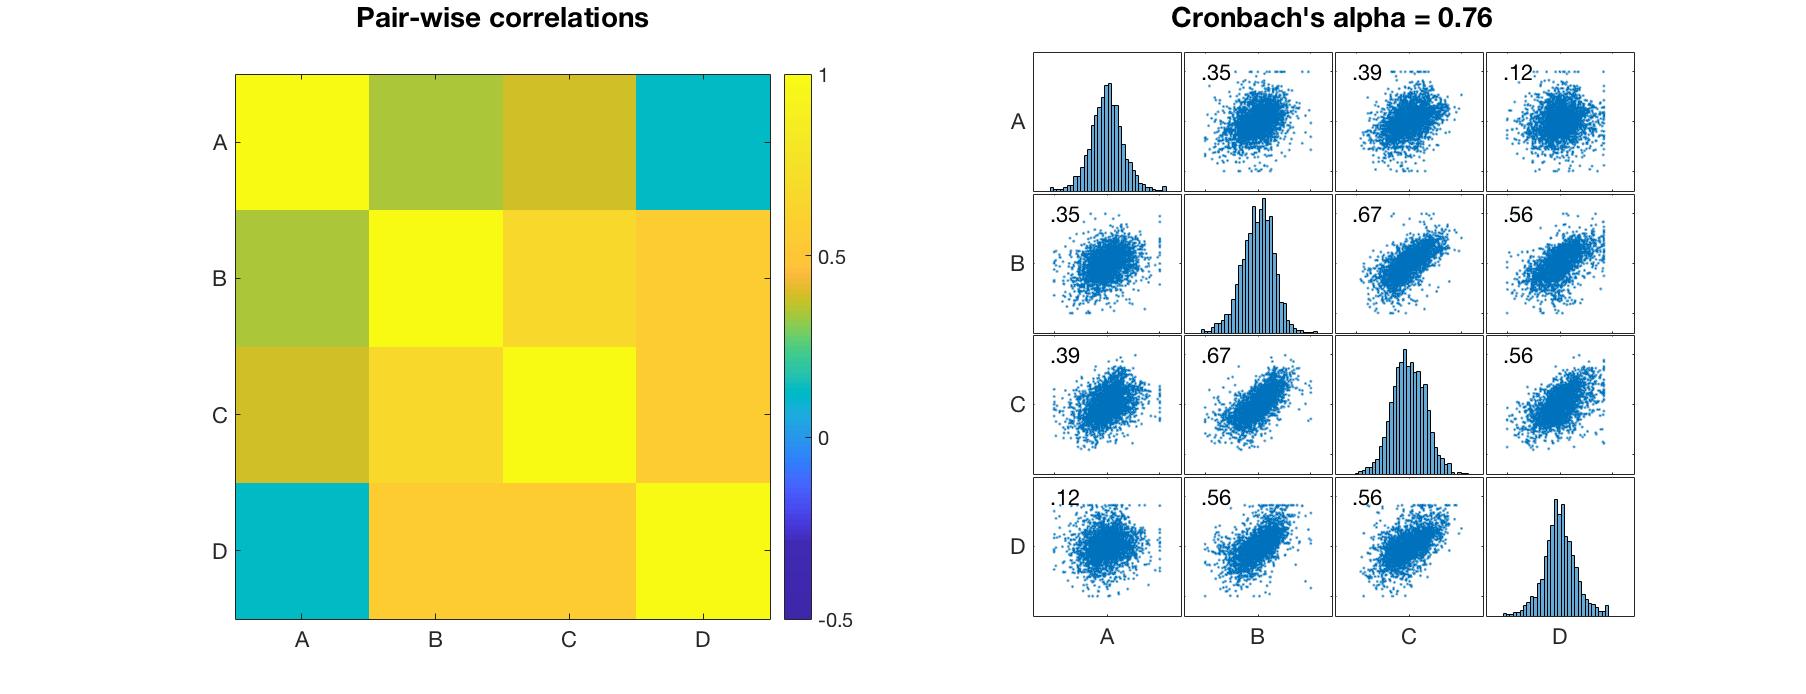 Pair-wise correlations
A
B
C
D
A B C D
1
0.5
0
-0.5
Cronbach's alpha = 0.76
A .35 .39 .12
B .35 .67 .56
C .39 .67 .56
D .12 .56 .56
A B C D